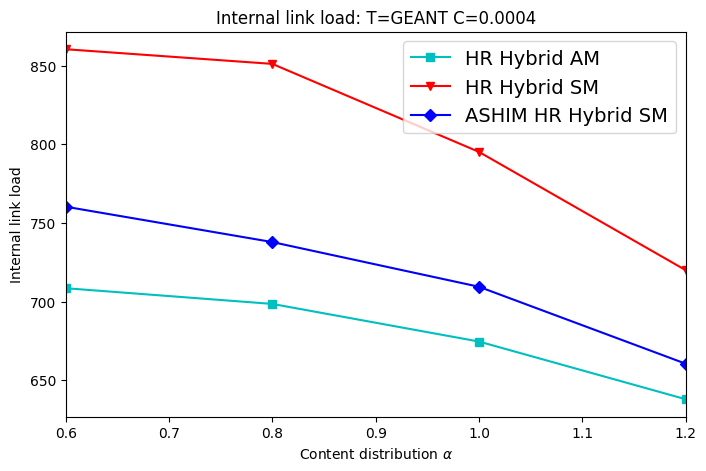 Internal link load: T=GEANT C=0.0004
HR Hybrid AM
HR Hybrid SM
ASHIM HR Hybrid SM
Internal link load
850
800
750
700
650
0.6 0.7 0.8 0.9 1.0 1.1 1.2
Content distribution α